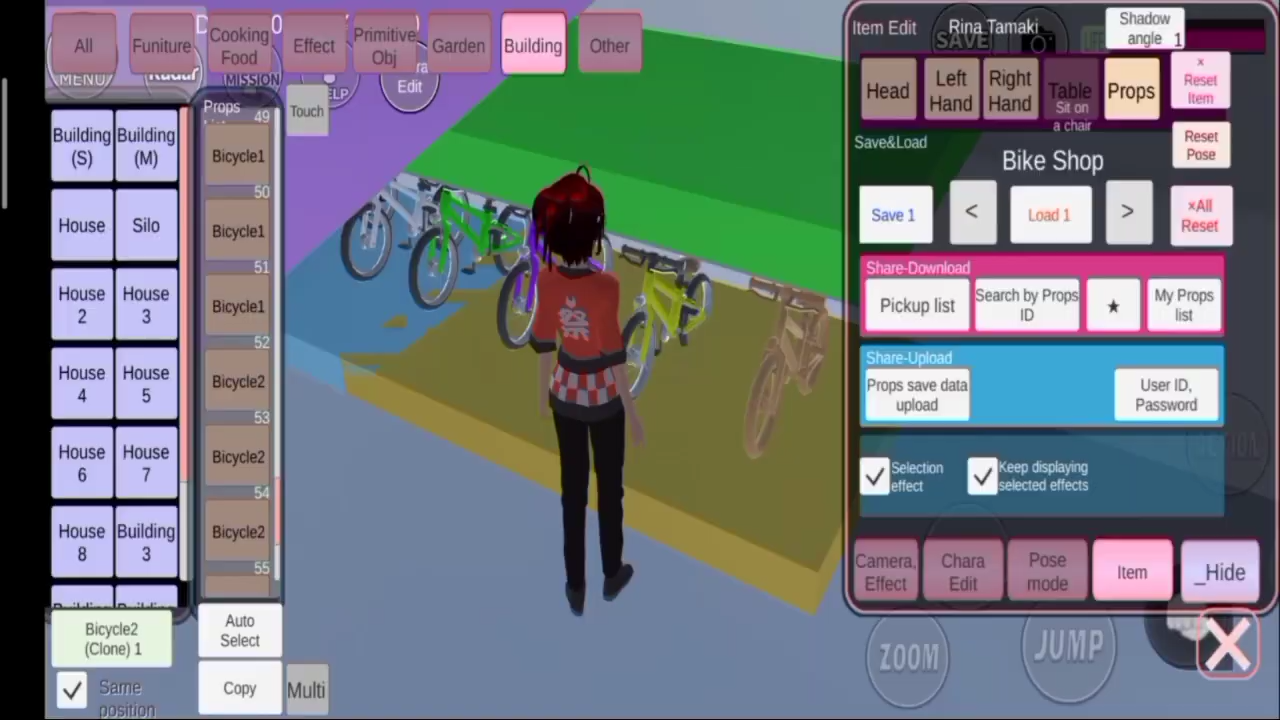 All
Funiture
Cooking
Food
Effect
Primitive
Obj
Garden
Building
Other
MENU
Radar
MISSION
Edit
Touch
Building
(S)
Building
(M)
House
Silo
House
2
House
3
House
4
House
5
House
6
House
7
House
8
Building
3
Building
Building
Props
49
Bicycle1
50
Bicycle1
51
Bicycle1
52
Bicycle2
53
Bicycle2
54
Bicycle2
55
Bicycle2
(Clone) 1
Same
position
Auto
Select
Copy
Multi
Item Edit
Rina Tamaki
SAVE
Shadow
angle 1
Head
Left
Hand
Right
Hand
Table
Sit on
a chair
Props
×
Reset
Item
Save&Load
Bike Shop
Reset
Pose
Save 1
<
Load 1
>
×All
Reset
Share-Download
Pickup list
Search by Props
ID
★
My Props
list
Share-Upload
Props save data
upload
User ID,
Password
Selection
effect
Keep displaying
selected effects
Camera,
Effect
Chara
Edit
Pose
mode
Item
_Hide
ZOOM
JUMP